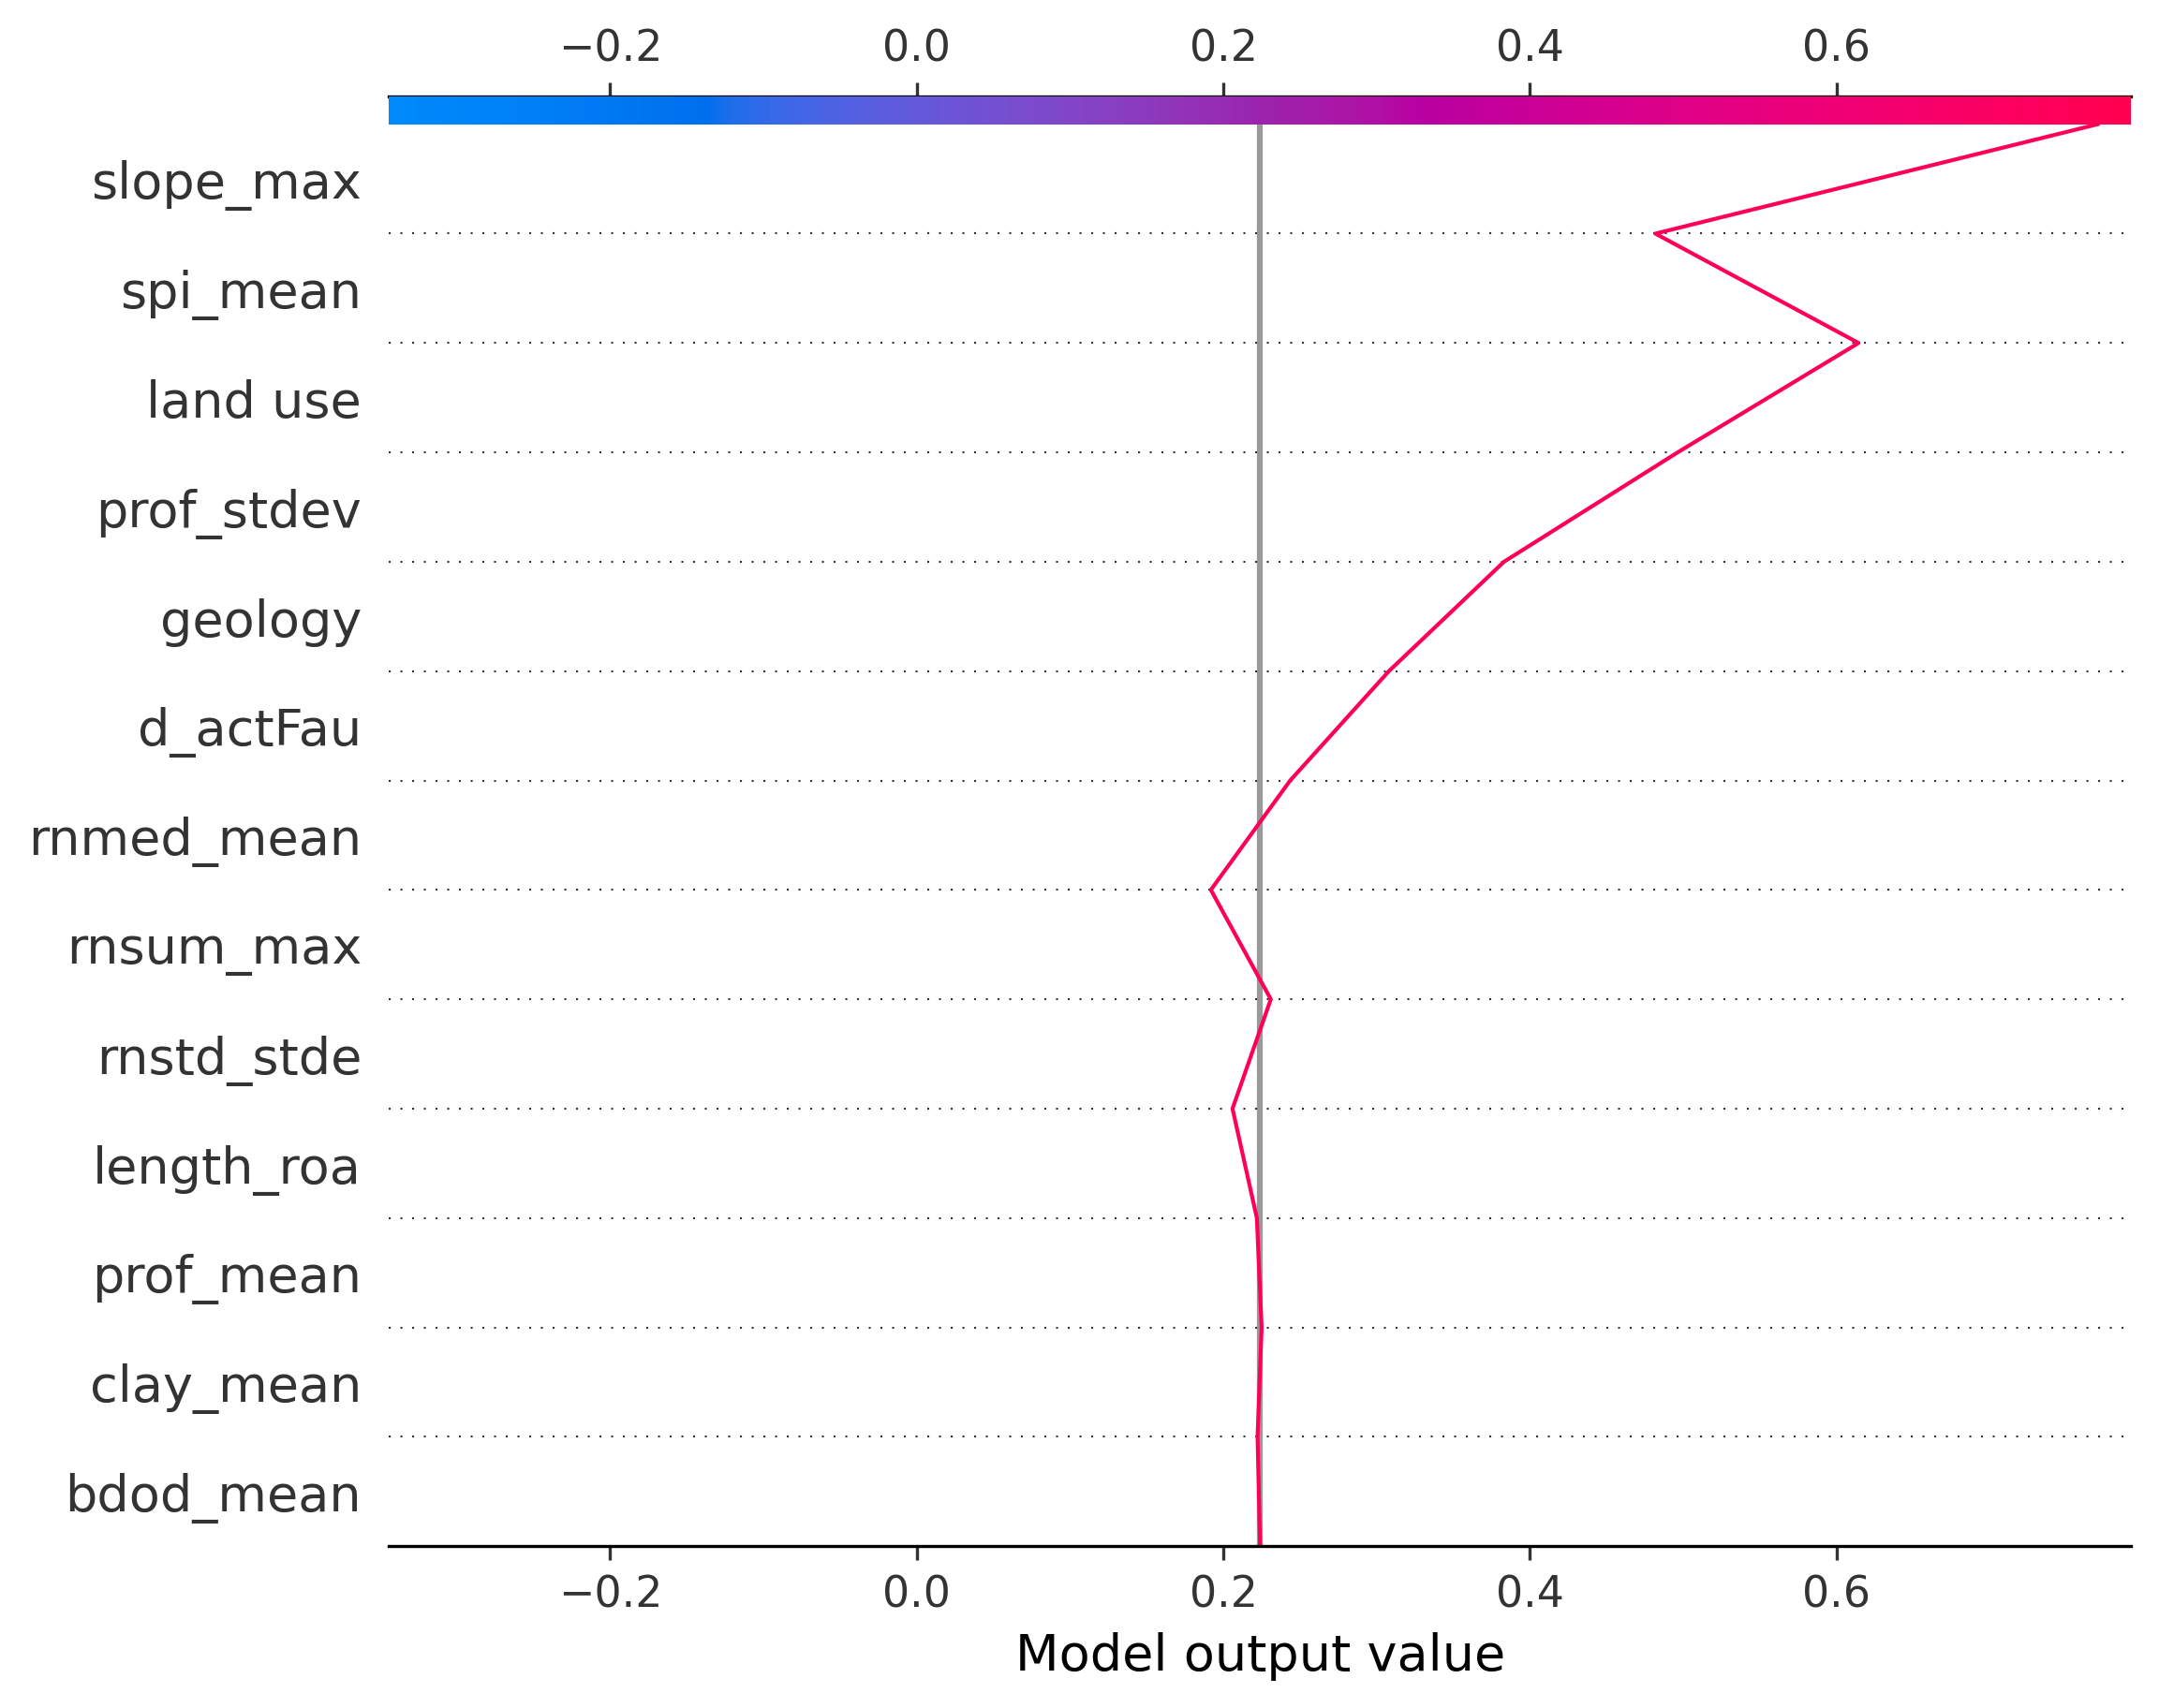 −0.2 0.0 0.2 0.4 0.6
slope_max
spi_mean
land use
prof_stdev
geology
d_actFau
rnmed_mean
rnsum_max
rnstd_stde
length_roa
prof_mean
clay_mean
bdod_mean
−0.2 0.0 0.2 0.4 0.6
Model output value